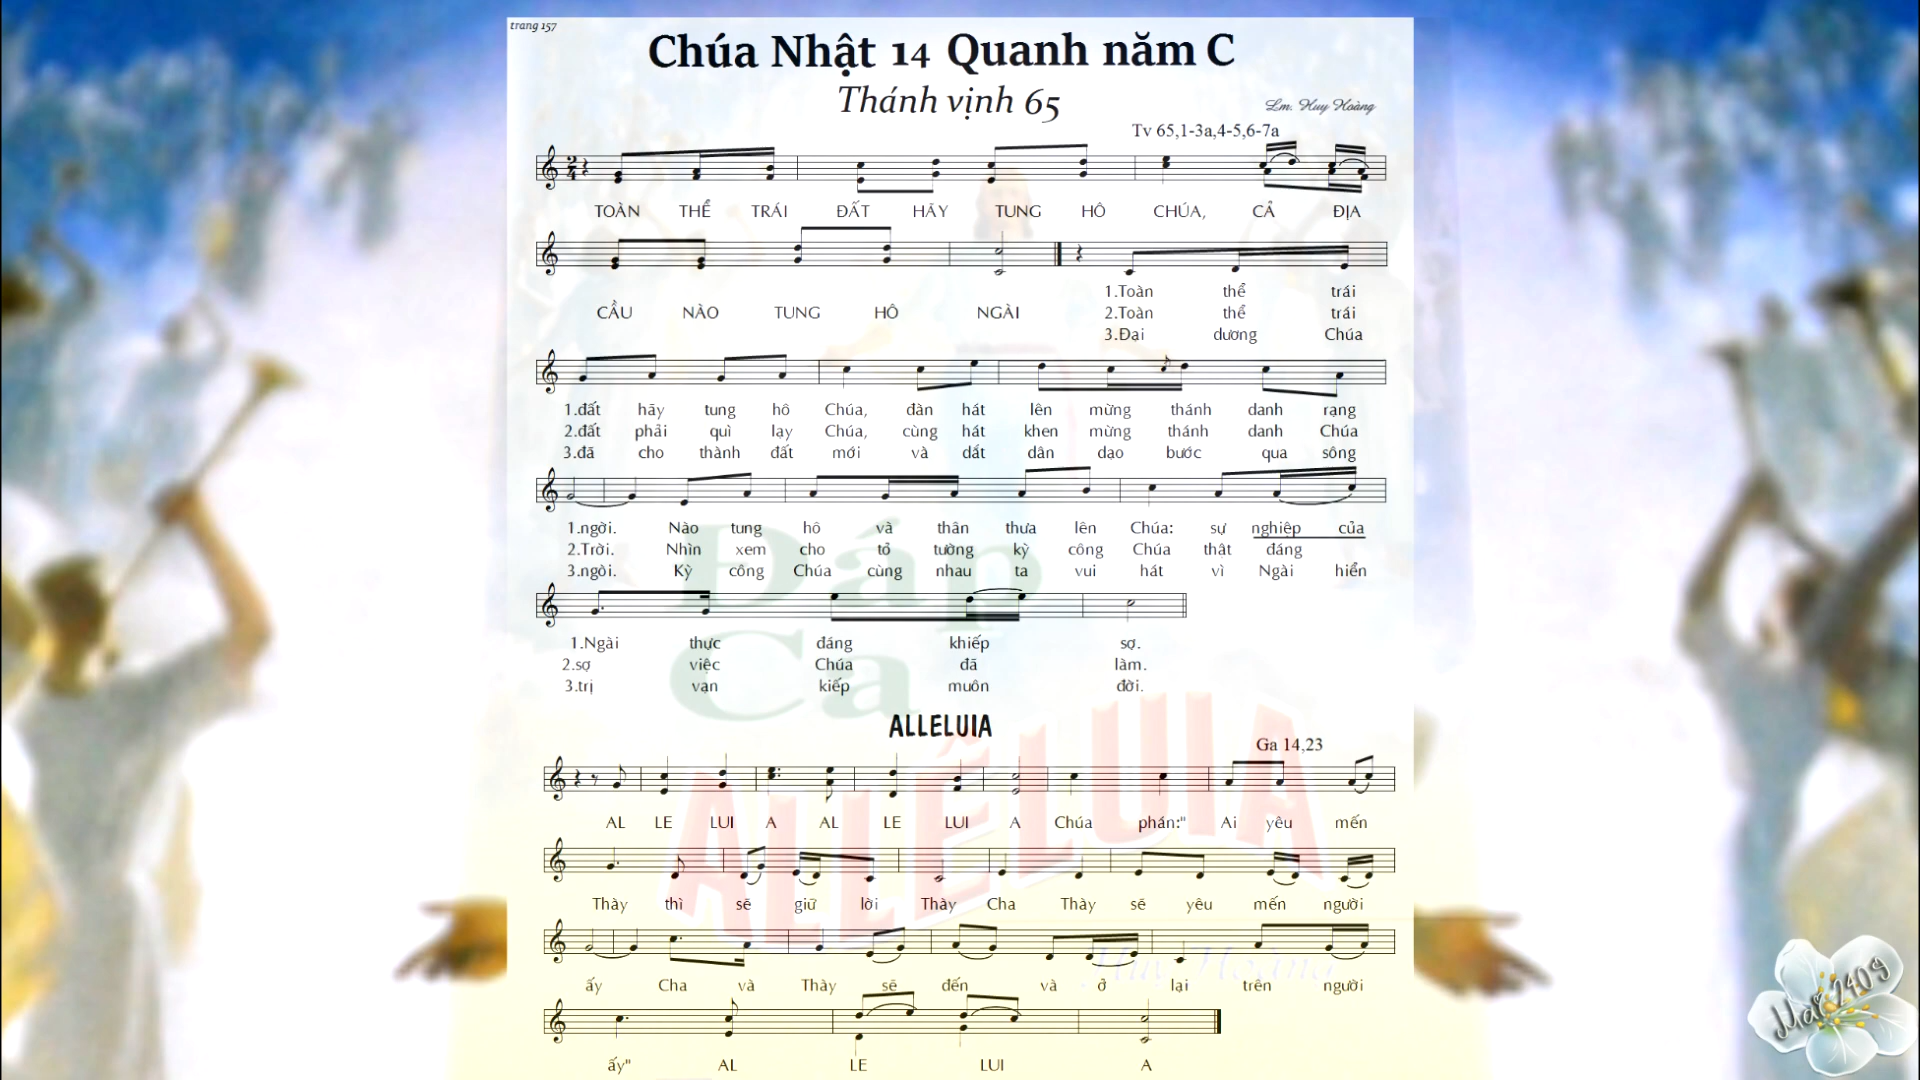 trang 157
Chúa Nhật 14 Quanh năm C
Thánh vịnh 65
Lm. Huy Hoàng
Tv 65,1-3a,4-5,6-7a
TOÀN THỂ TRÁI ĐẤT HÃY TUNG HÔ CHÚA, CẢ ĐỊA
CẦU NÀO TUNG HÔ NGÀI
1.Toàn thể trái
2.Toàn thể trái
3.Đại dương Chúa
1.đất hãy tung hô Chúa, đàn hát lên mừng thánh danh rạng
2.đất phải quì lạy Chúa, cùng hát khen mừng thánh danh Chúa
3.đã cho thành đất mới và dắt dân dạo bước qua sông
1.ngời. Nào tung hô và thân thưa lên Chúa: sự nghiệp của
2.Trời. Nhìn xem cho tỏ tường kỳ công Chúa thật đáng
3.ngòi. Kỳ công Chúa cùng nhau ta vui hát vì Ngài hiển
1.Ngài thực đáng khiếp sợ.
2.sợ việc Chúa đã làm.
3.trị vạn kiếp muôn đời.
Đáp Ca
ALLELUIA
ALLÊLUIA
Ga 14,23
AL LE LUI A AL LE LUI A Chúa phán:" Ai yêu mến
Thày thì sẽ giữ lời Thày Cha Thày sẽ yêu mến người
Huy Hoàng
ấy Cha và Thày sẽ đến và ở lại trên người
ấy" AL LE LUI A
Mai 2409